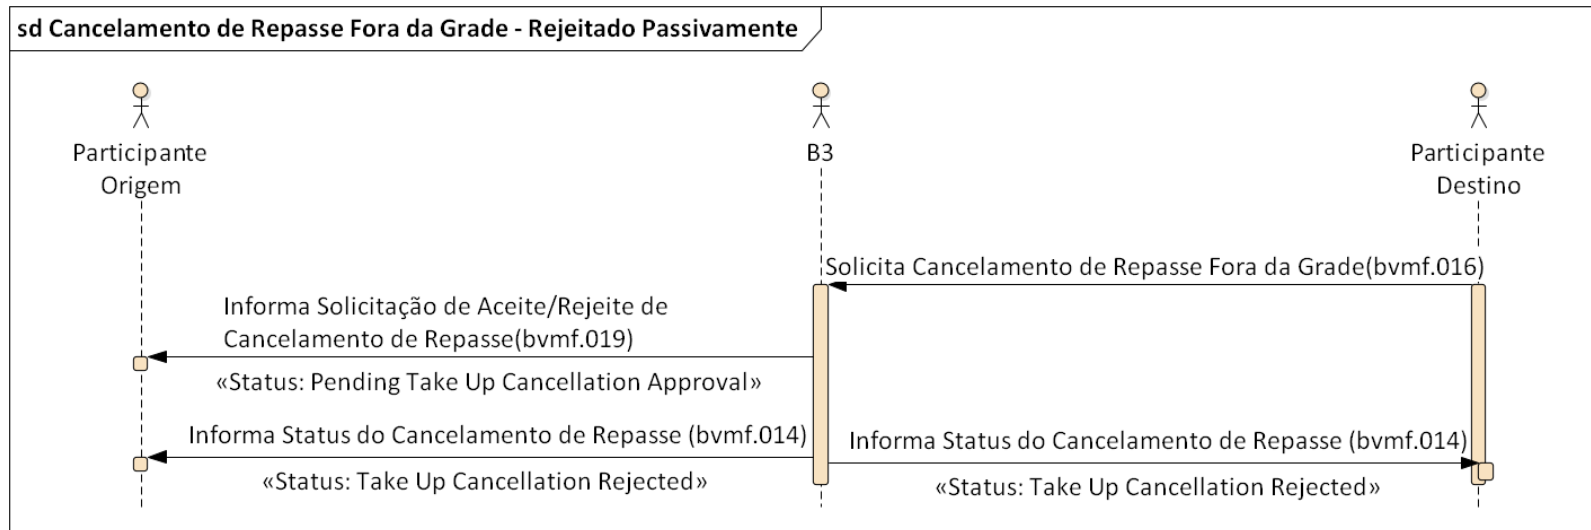 sd Cancelamento de Repasse Fora da Grade - Rejeitado Passivamente
Participante
Origem
B3
Participante
Destino
Solicita Cancelamento de Repasse Fora da Grade(bvmf.016)
Informa Solicitação de Aceite/Rejeite de
Cancelamento de Repasse(bvmf.019)
«Status: Pending Take Up Cancellation Approval»
Informa Status do Cancelamento de Repasse (bvmf.014)
«Status: Take Up Cancellation Rejected»
Informa Status do Cancelamento de Repasse (bvmf.014)
«Status: Take Up Cancellation Rejected»